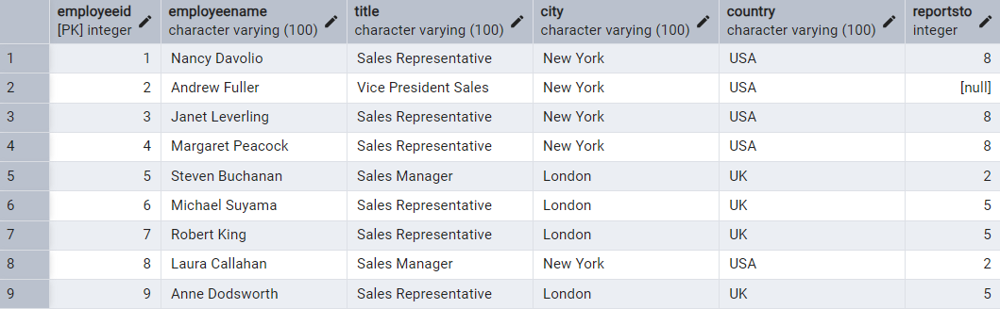 employeeid employeename title city country reportsto
[PK] integer character varying (100) character varying (100) character varying (100) character varying (100) integer
1 1 Nancy Davolio Sales Representative New York USA 8
2 2 Andrew Fuller Vice President Sales New York USA [null]
3 3 Janet Leverling Sales Representative New York USA 8
4 4 Margaret Peacock Sales Representative New York USA 8
5 5 Steven Buchanan Sales Manager London UK 2
6 6 Michael Suyama Sales Representative London UK 5
7 7 Robert King Sales Representative London UK 5
8 8 Laura Callahan Sales Manager New York USA 2
9 9 Anne Dodsworth Sales Representative London UK 5